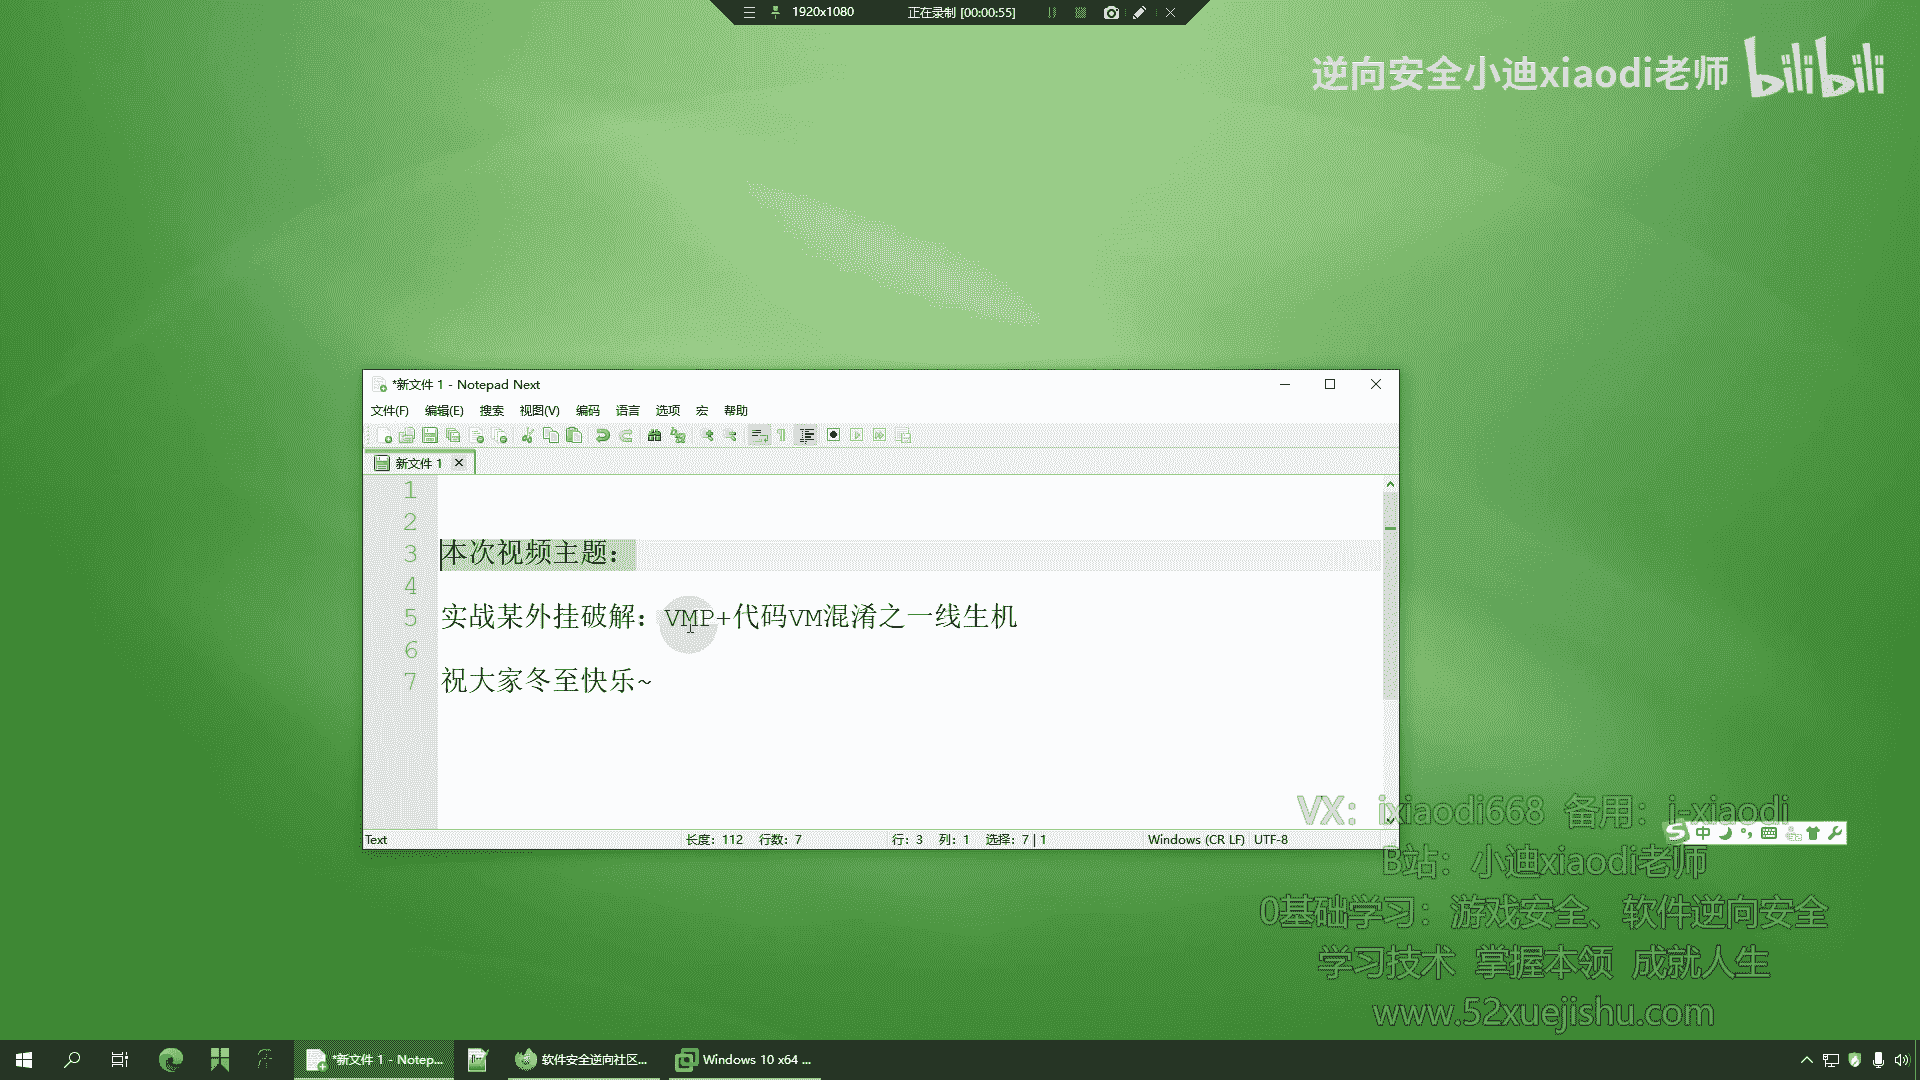 1920x1080 正在录制 [00:00:55]
逆向安全小迪xiaodi老师 bilibili
*新文件 1 - Notepad Next
文件(F) 编辑(E) 搜索 视图(V) 编码 语言 选项 宏 帮助
新文件 1
1
2
3 本次视频主题：
4
5 实战某外挂破解：VMP+代码VM混淆之一线生机
6
7 祝大家冬至快乐~
Text 长度：112 行数：7 行：3 列：1 选择：7 | 1 Windows (CR LF) UTF-8
VX：ixiaodi668 备用：i-xiaodi
中
B站：小迪xiaodi老师
0基础学习：游戏安全、软件逆向安全
学习技术 掌握本领 成就人生
www.52xuejishu.com
*新文件 1 - Notep... 软件安全逆向社区... Windows 10 x64 ...